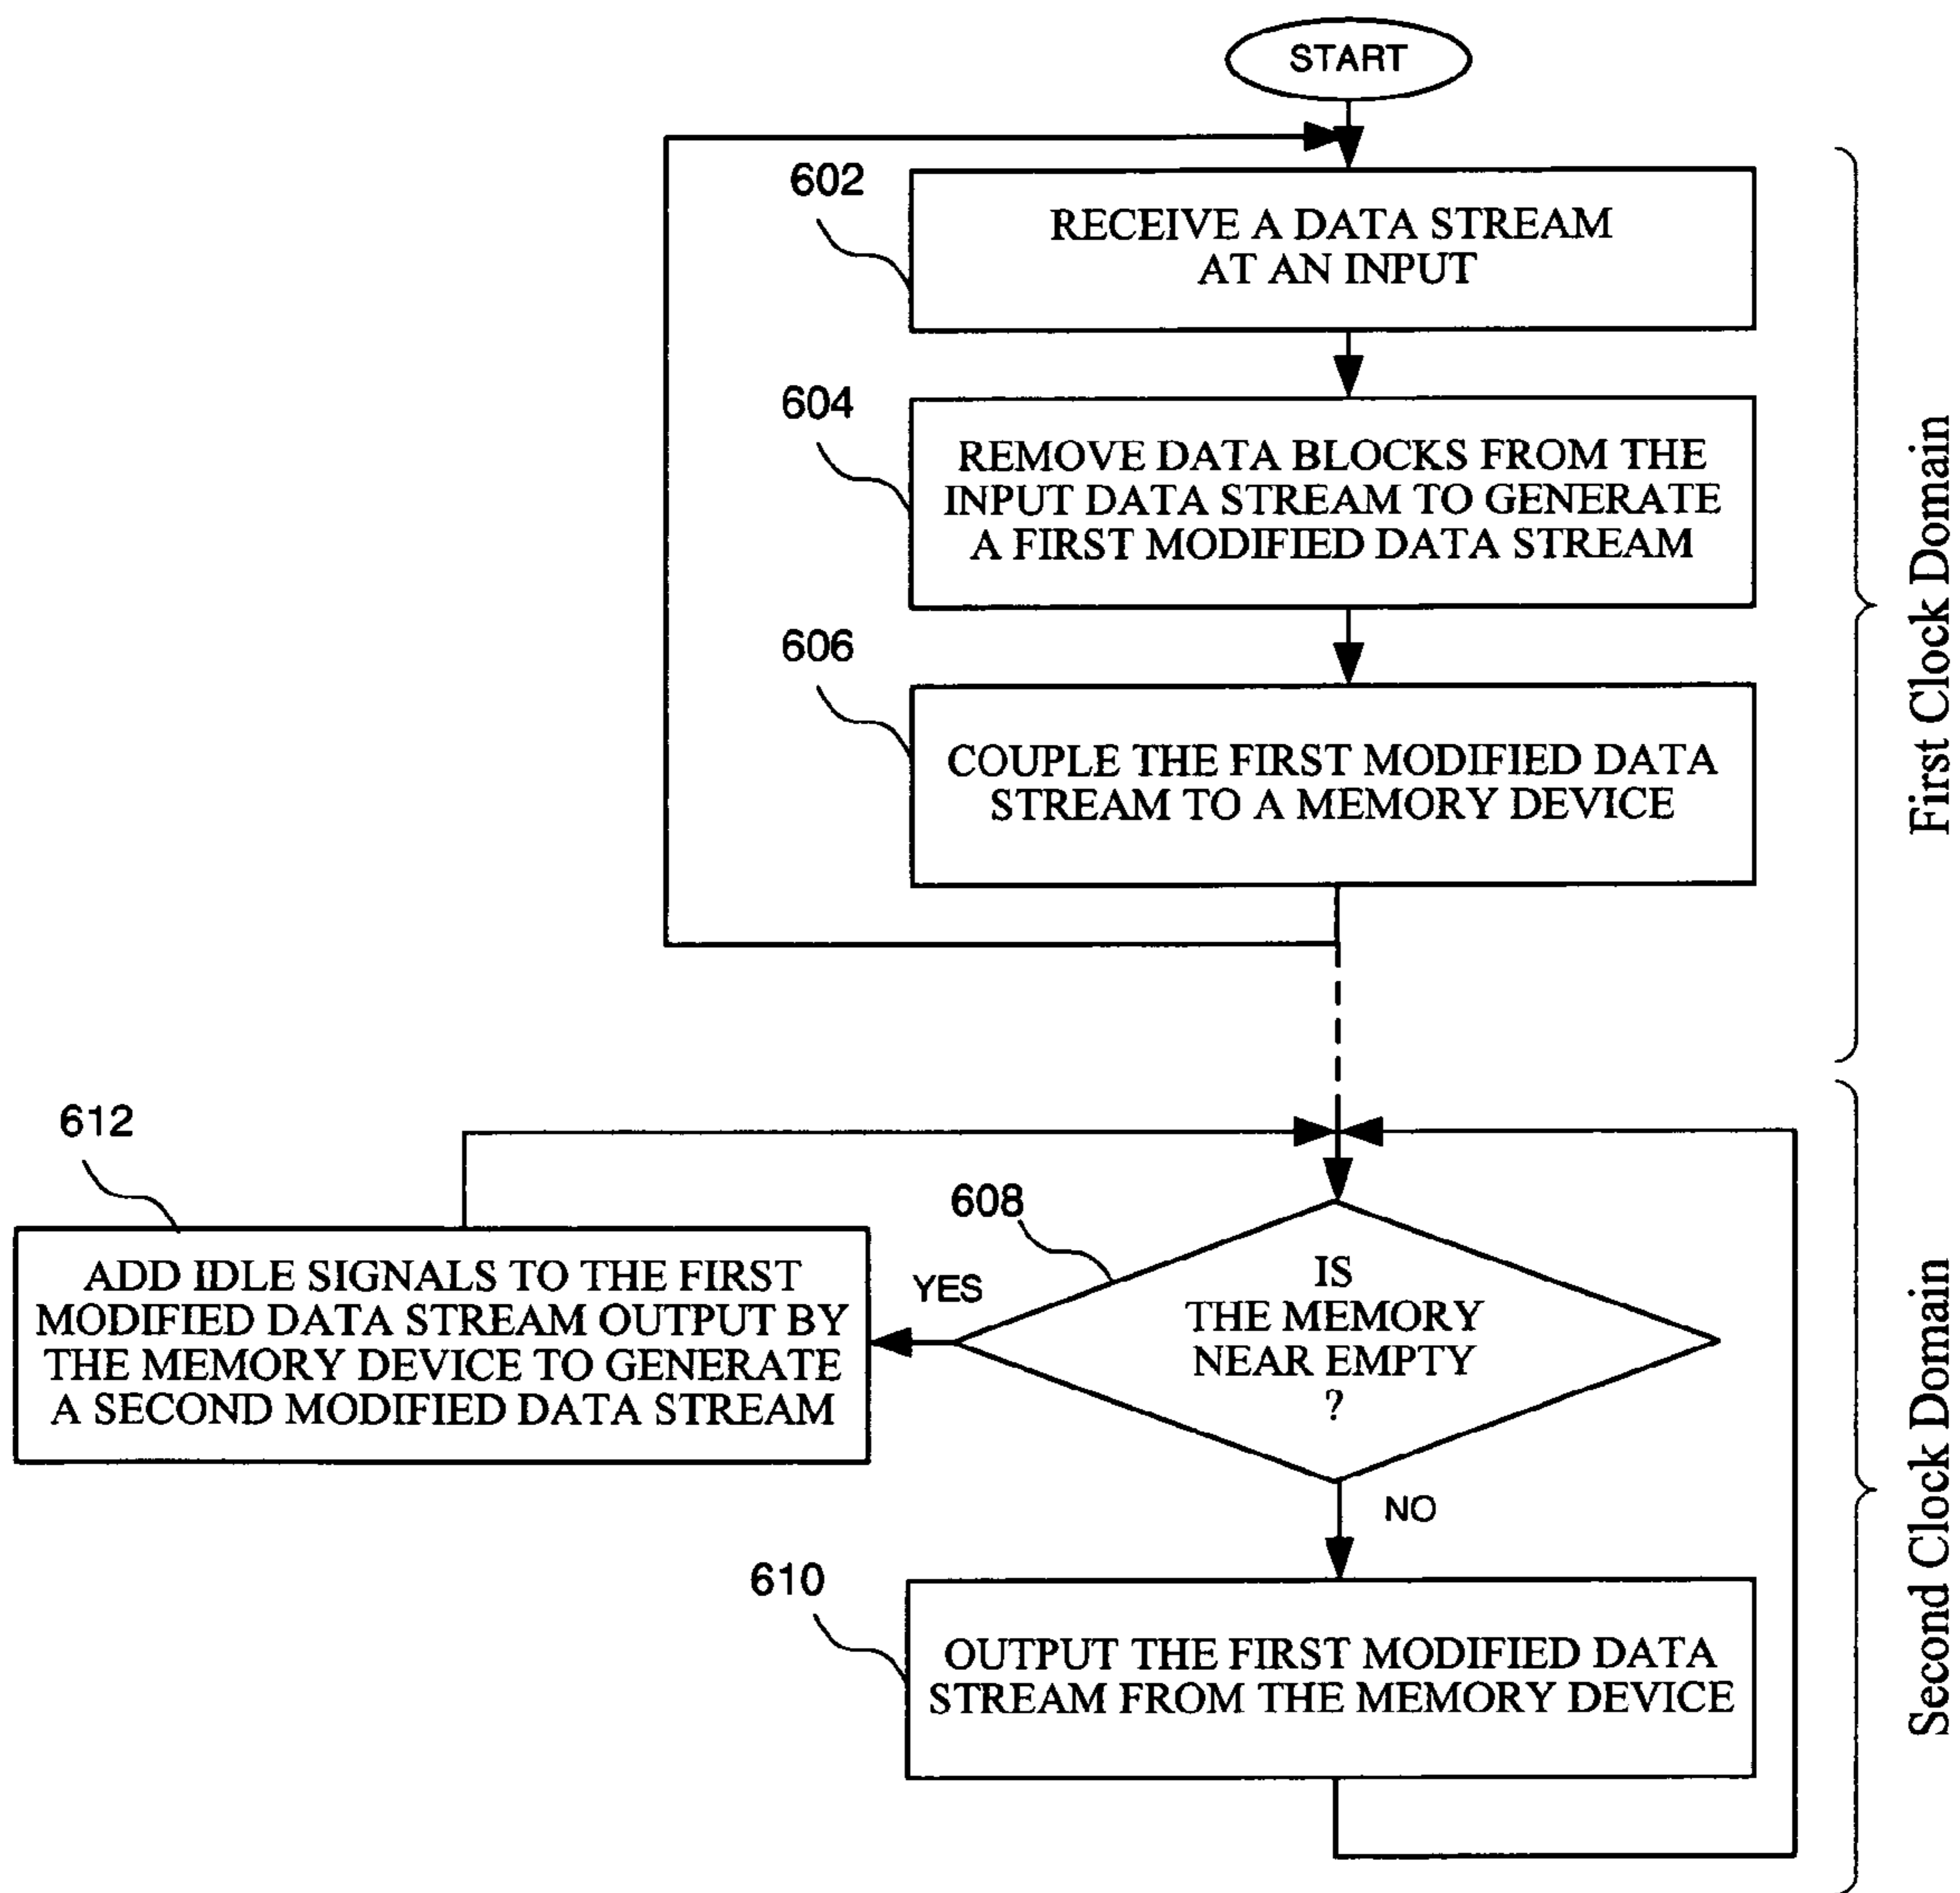 START
602
RECEIVE A DATA STREAM
AT AN INPUT
604
REMOVE DATA BLOCKS FROM THE
INPUT DATA STREAM TO GENERATE
A FIRST MODIFIED DATA STREAM
606
COUPLE THE FIRST MODIFIED DATA
STREAM TO A MEMORY DEVICE
First Clock Domain
612
ADD IDLE SIGNALS TO THE FIRST
MODIFIED DATA STREAM OUTPUT BY
THE MEMORY DEVICE TO GENERATE
A SECOND MODIFIED DATA STREAM
608
YES
IS
THE MEMORY
NEAR EMPTY
?
NO
610
OUTPUT THE FIRST MODIFIED DATA
STREAM FROM THE MEMORY DEVICE
Second Clock Domain